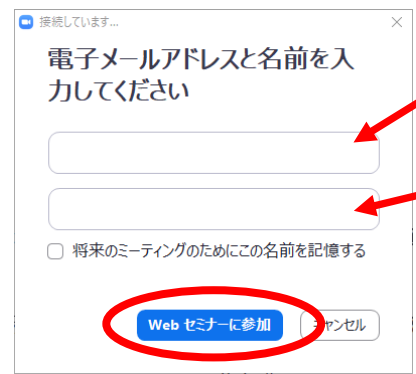 接続しています...
電子メールアドレスと名前を入
力してください
将来のミーティングのためにこの名前を記憶する
Web セミナーに参加
キャンセル